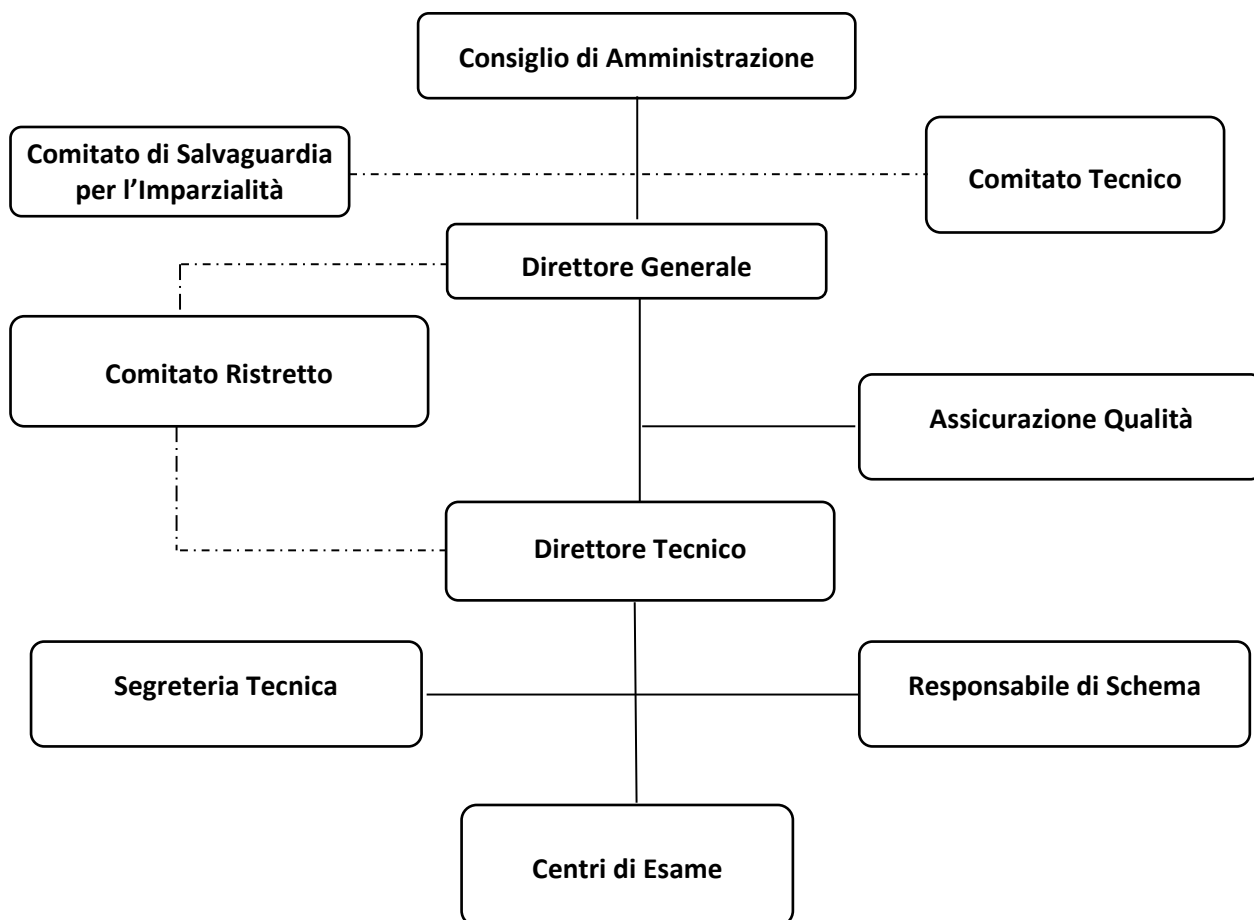 Consiglio di Amministrazione
Comitato di Salvaguardia
per l’Imparzialità
Comitato Tecnico
Direttore Generale
Comitato Ristretto
Assicurazione Qualità
Direttore Tecnico
Segreteria Tecnica
Responsabile di Schema
Centri di Esame